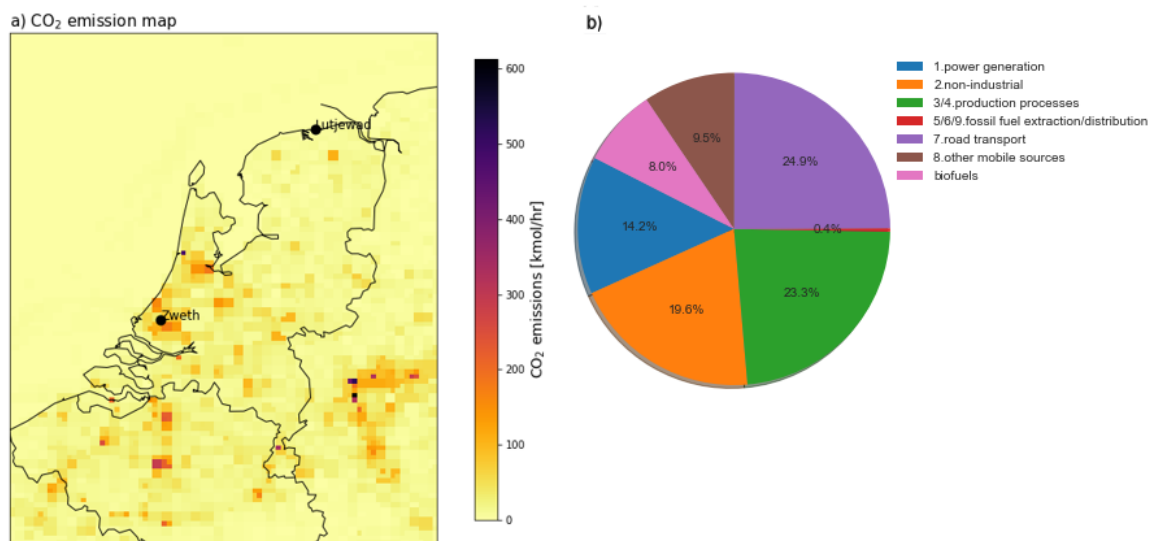 a) CO₂ emission map
Lutjewad
Zweth
600
500
400
300
200
100
0
CO₂ emissions [kmol/hr]
b)
24.9%
9.5%
8.0%
14.2%
0.4%
19.6%
23.3%
1.power generation
2.non-industrial
3/4.production processes
5/6/9.fossil fuel extraction/distribution
7.road transport
8.other mobile sources
biofuels